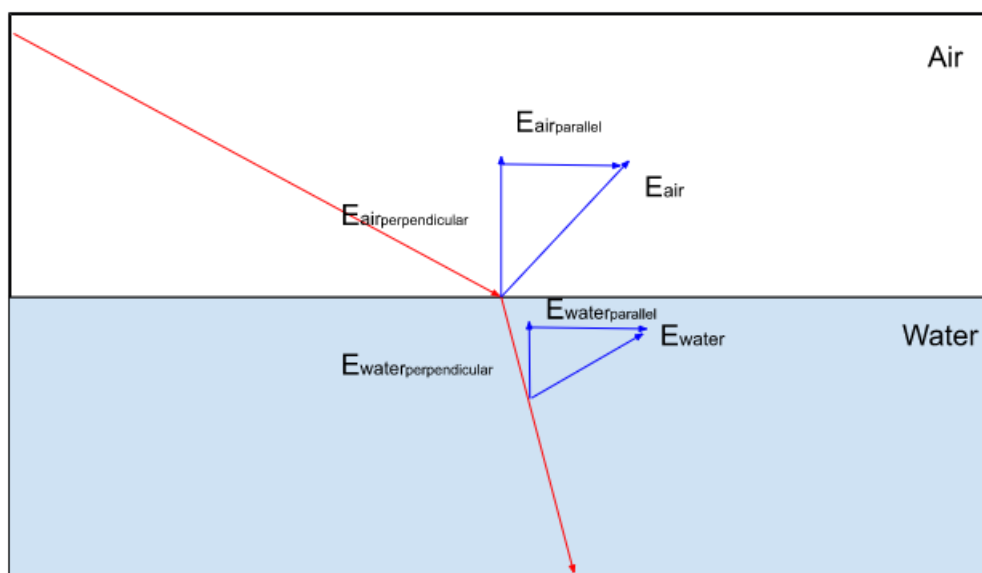 Air
Eairparallel
Eair
Eairperpendicular
Ewaterparallel
Water
Ewater
Ewaterperpendicular